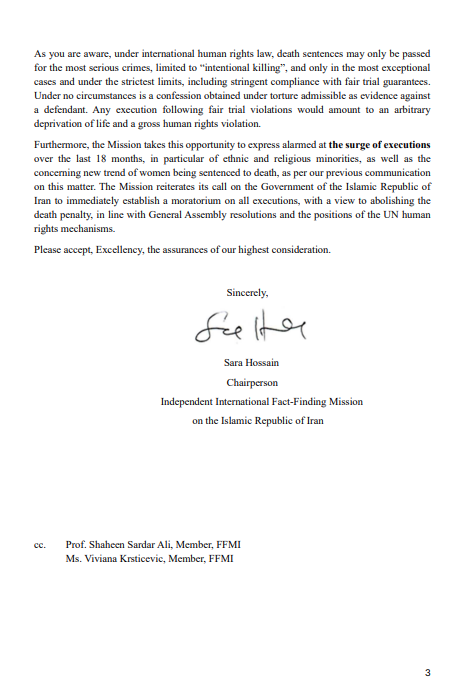 As you are aware, under international human rights law, death sentences may only be passed
for the most serious crimes, limited to “intentional killing”, and only in the most exceptional
cases and under the strictest limits, including stringent compliance with fair trial guarantees.
Under no circumstances is a confession obtained under torture admissible as evidence against
a defendant. Any execution following fair trial violations would amount to an arbitrary
deprivation of life and a gross human rights violation.
Furthermore, the Mission takes this opportunity to express alarmed at the surge of executions
over the last 18 months, in particular of ethnic and religious minorities, as well as the
concerning new trend of women being sentenced to death, as per our previous communication
on this matter. The Mission reiterates its call on the Government of the Islamic Republic of
Iran to immediately establish a moratorium on all executions, with a view to abolishing the
death penalty, in line with General Assembly resolutions and the positions of the UN human
rights mechanisms.
Please accept, Excellency, the assurances of our highest consideration.
Sincerely,
Sara Hossain
Chairperson
Independent International Fact-Finding Mission
on the Islamic Republic of Iran
cc. Prof. Shaheen Sardar Ali, Member, FFMI
Ms. Viviana Krsticevic, Member, FFMI
3